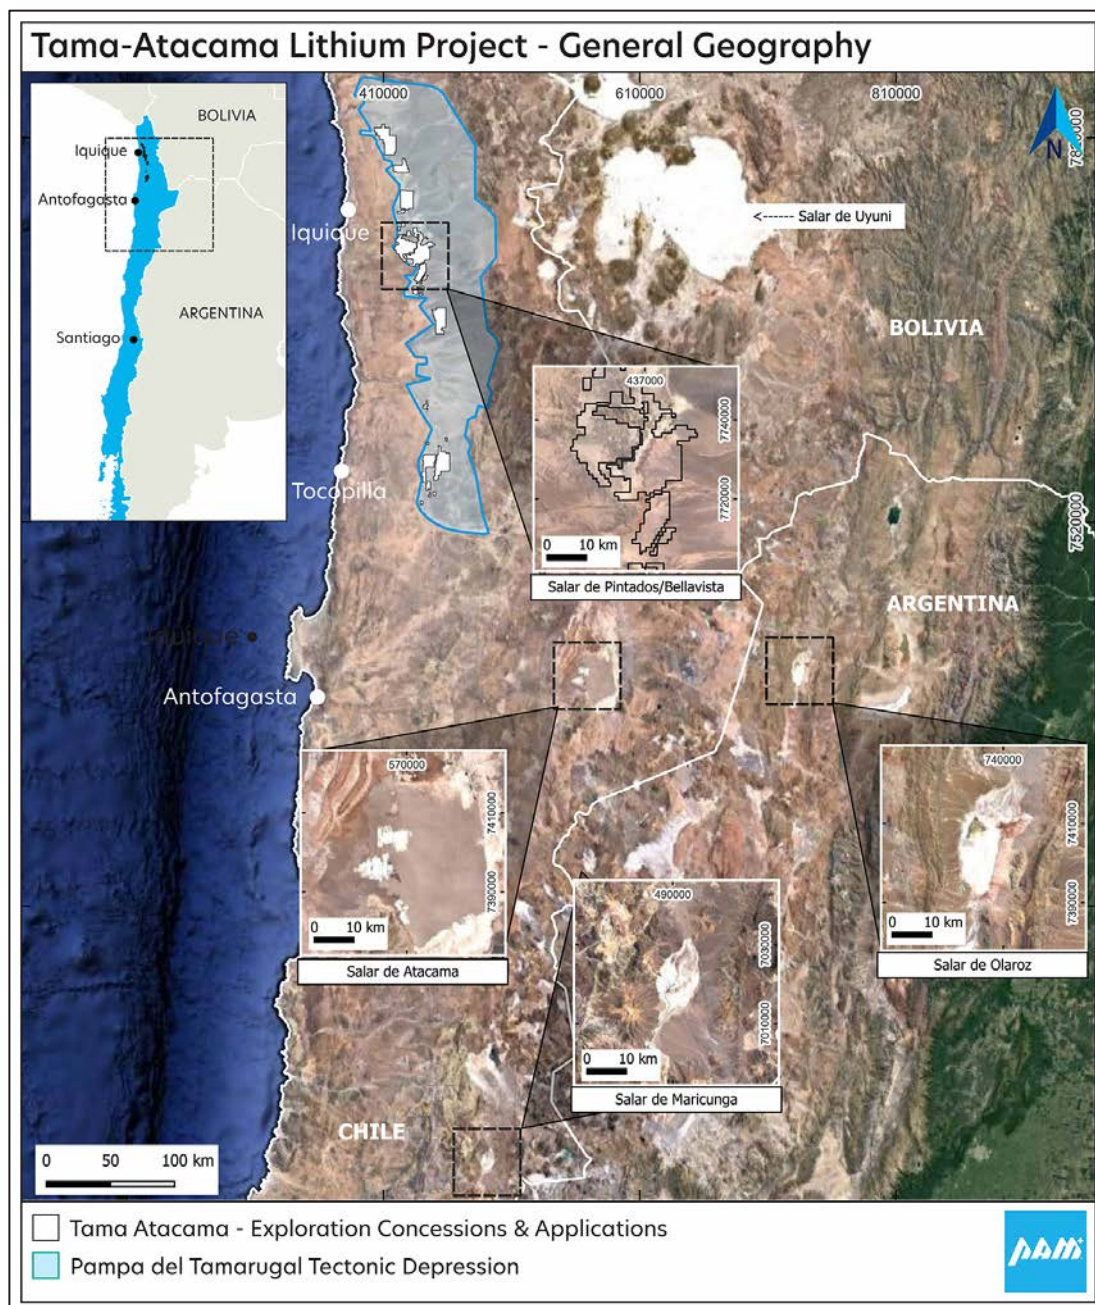 Tama-Atacama Lithium Project - General Geography
410000
610000
810000
BOLIVIA
Iquique
Antofagasta
ARGENTINA
Santiago
N
<------ Salar de Uyuni
Iquique
BOLIVIA
437000
7740000
7720000
0 10 km
Salar de Pintados/Bellavista
Tocopilla
7520000
ARGENTINA
Iquique
Antofagasta
570000
7410000
7390000
0 10 km
Salar de Atacama
740000
7410000
7390000
0 10 km
Salar de Olaroz
490000
7030000
7010000
0 10 km
Salar de Maricunga
CHILE
0 50 100 km
Tama Atacama - Exploration Concessions & Applications
Pampa del Tamarugal Tectonic Depression
PAM